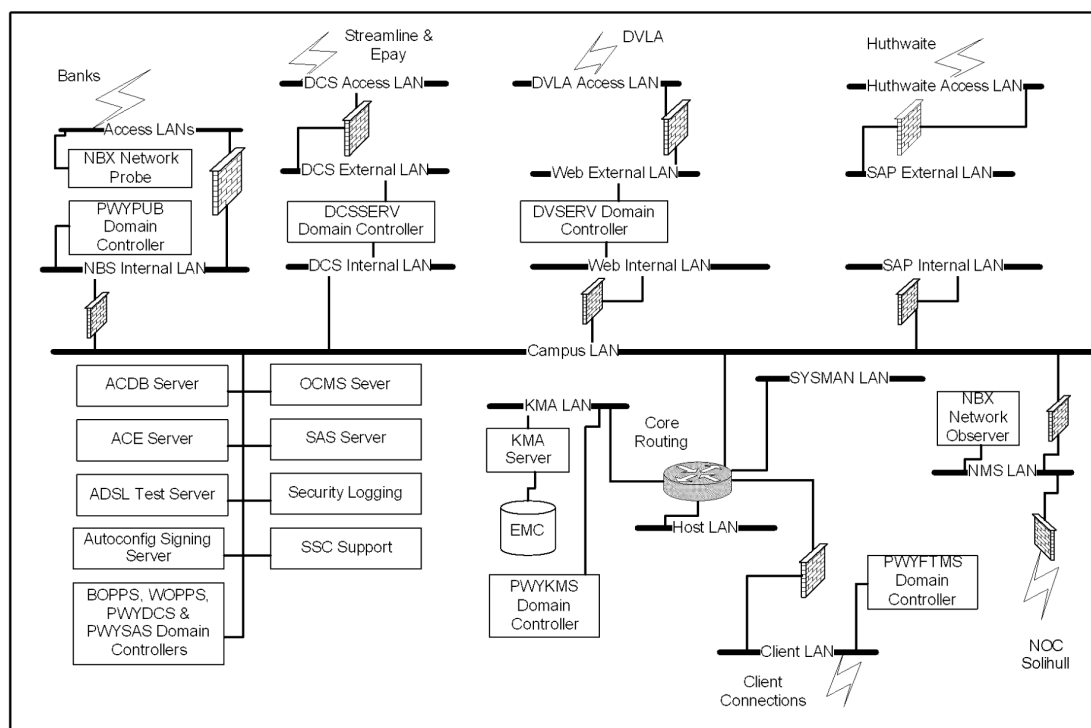 Streamline &
Epay
DVLA
Huthwaite
Banks
DCS Access LAN
DVLA Access LAN
Huthwaite Access LAN
Access LANs
NBX Network
Probe
DCS External LAN
Web External LAN
SAP External LAN
PWYPUB
Domain
Controller
DCSSERV
Domain Controller
DVSERV Domain
Controller
NBS Internal LAN
DCS Internal LAN
Web Internal LAN
SAP Internal LAN
Campus LAN
ACDB Server
OCMS Sever
ACE Server
SAS Server
ADSL Test Server
Security Logging
Autoconfig Signing
Server
SSC Support
BOPPS, WOPPS,
PWYDCS &
PWYSAS Domain
Controllers
KMA LAN
KMA
Server
EMC
PWYKMS
Domain
Controller
Core
Routing
SYSMAN LAN
Host LAN
NBX
Network
Observer
NMS LAN
PWYFTMS
Domain
Controller
Client LAN
Client
Connections
NOC
Solihull